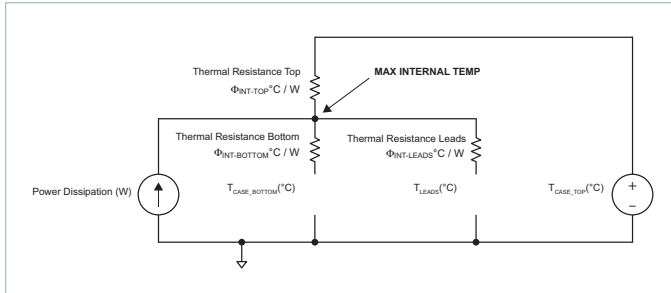 Thermal Resistance Top
MAX INTERNAL TEMP
ΦINT-TOP°C / W
Thermal Resistance Bottom
Thermal Resistance Leads
ΦINT-BOTTOM°C / W
ΦINT-LEADS°C / W
Power Dissipation (W)
TCASE_BOTTOM(°C)
TLEADS(°C)
TCASE_TOP(°C)
+
–